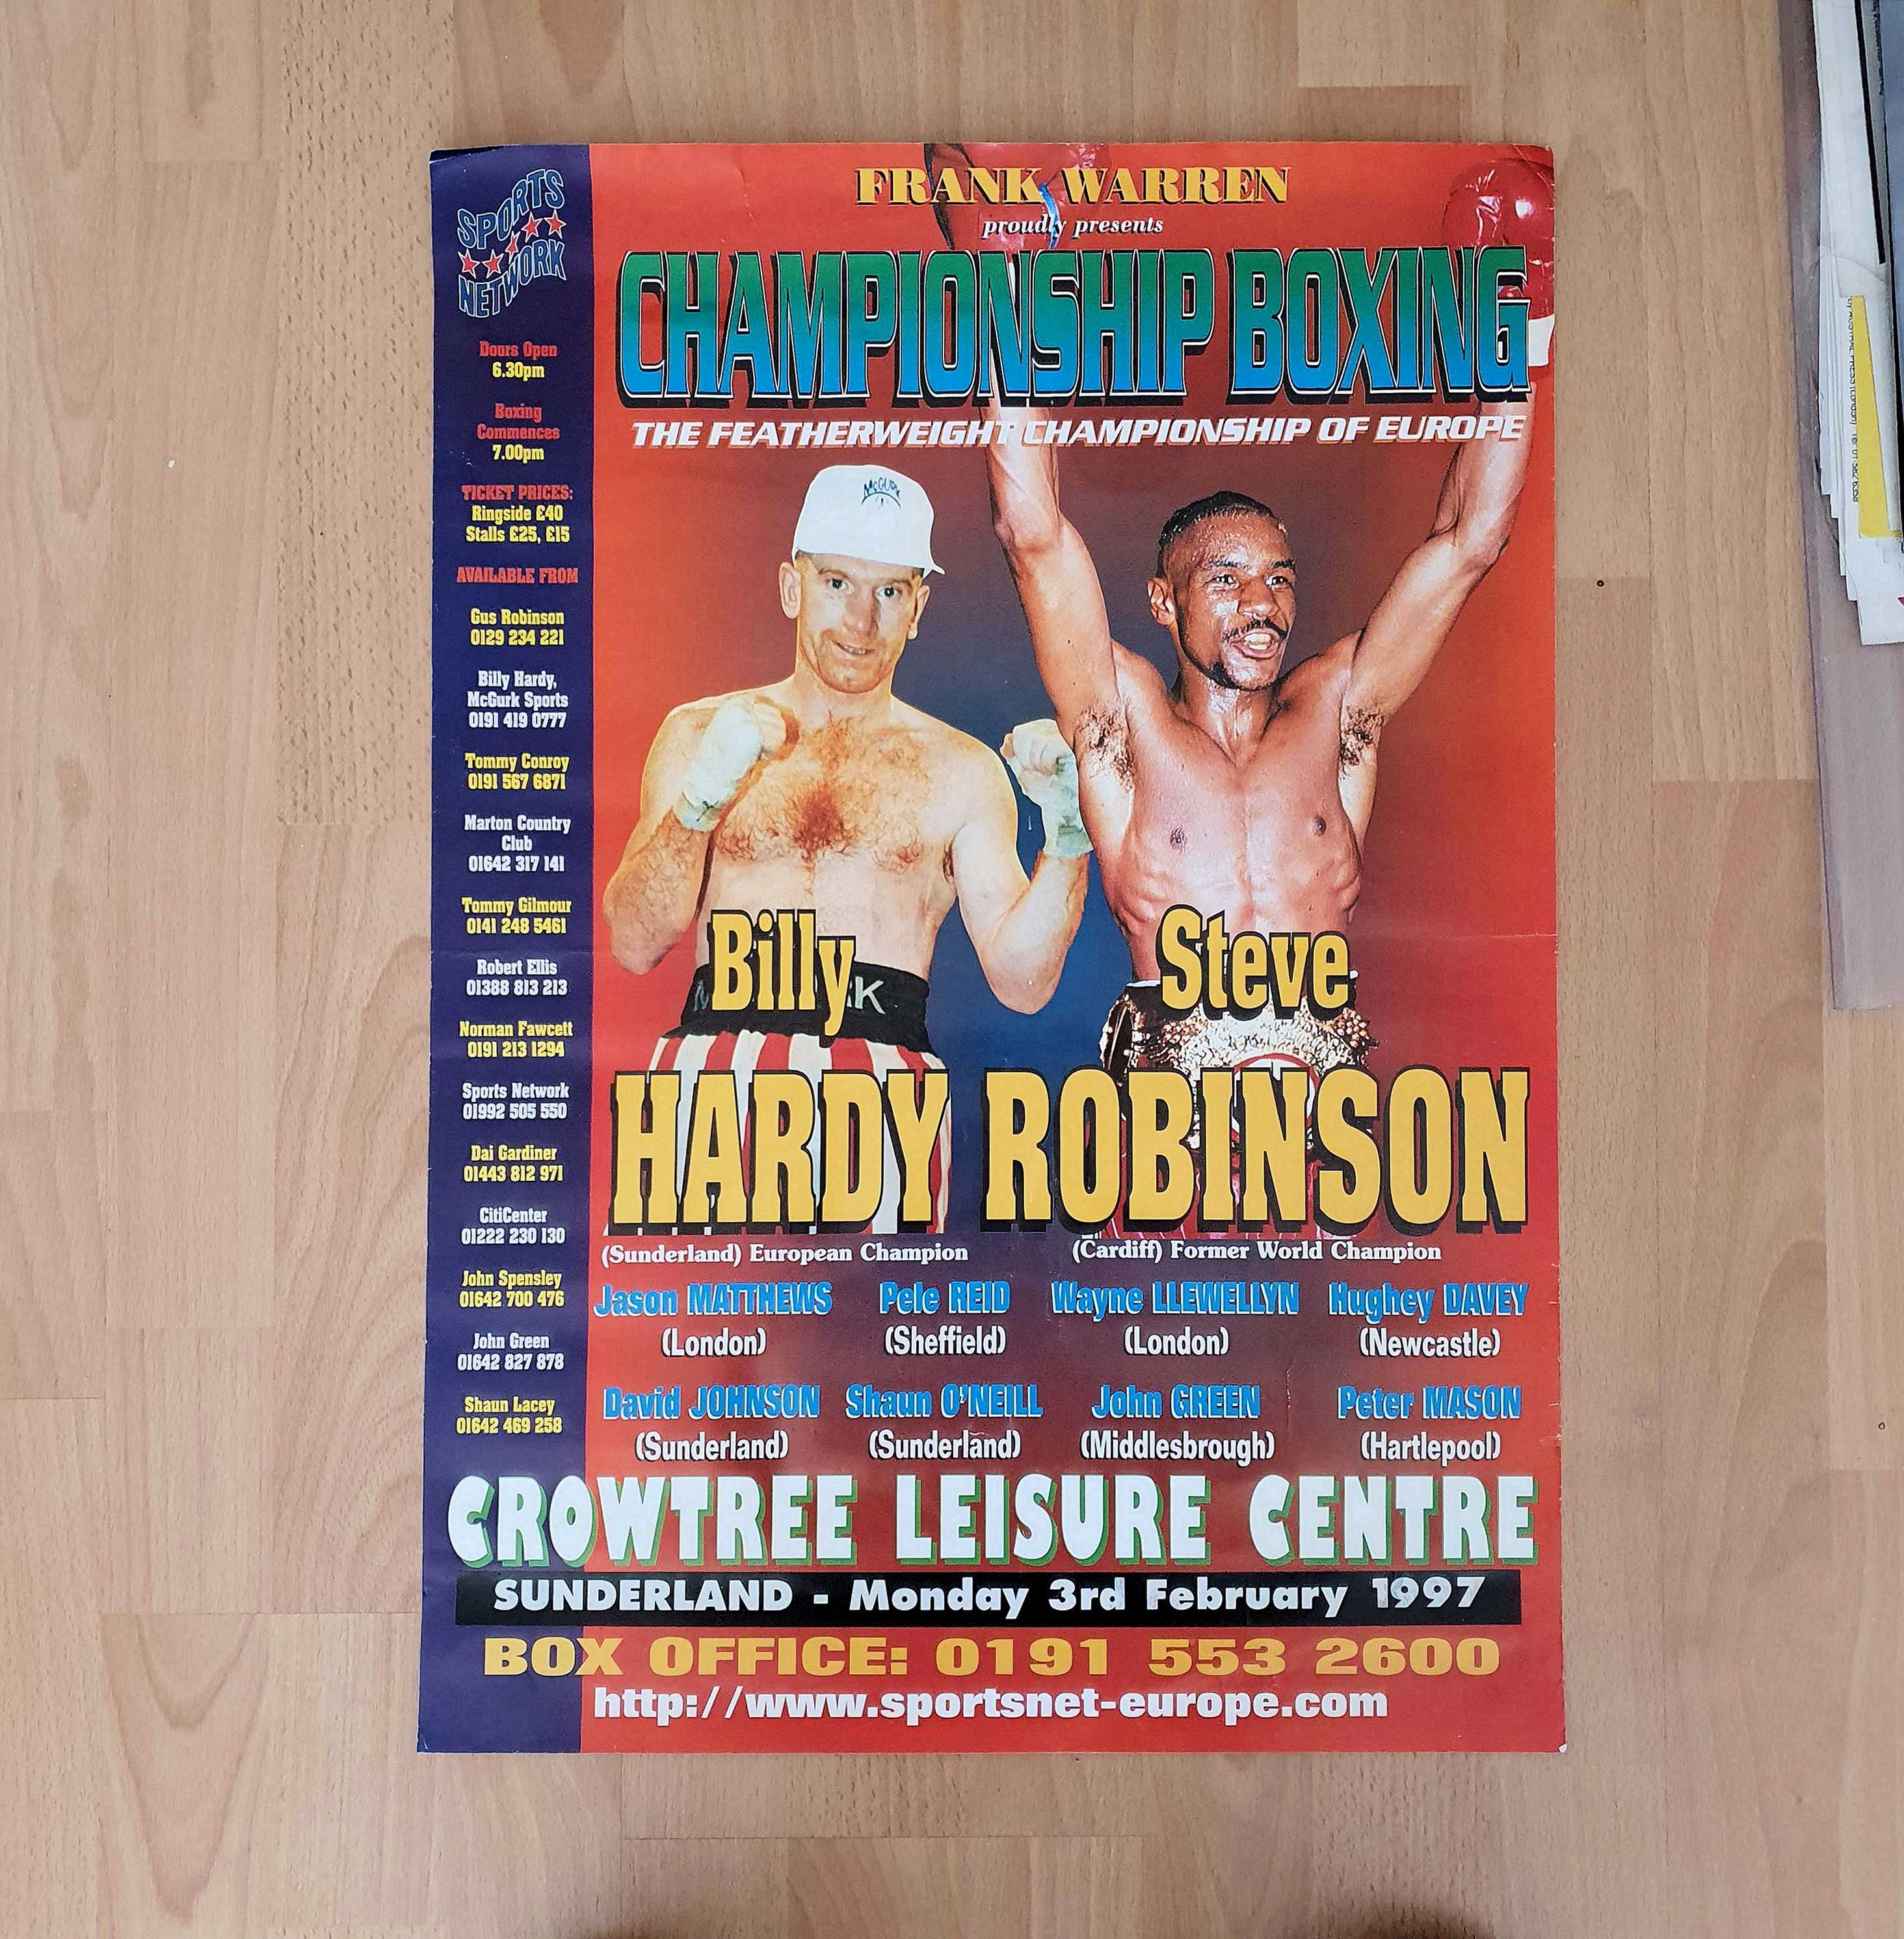 SPORTS
NETWORK
Doors Open
6.30pm
Boxing
Commences
7.00pm
TICKET PRICES:
Ringside £40
Stalls £25, £15
AVAILABLE FROM
Gus Robinson
0129 234 221
Billy Hardy,
McGurk Sports
0191 419 0777
Tommy Conroy
0191 567 6871
Marton Country
Club
01642 317 141
Tommy Gilmour
0141 248 5461
Robert Ellis
01388 813 213
Norman Fawcett
0191 213 1294
Sports Network
01992 505 550
Dai Gardiner
01443 812 971
CitiCenter
01222 230 130
John Spensley
01642 700 476
John Green
01642 827 878
Shaun Lacey
01642 469 258
FRANK WARREN
proudly presents
CHAMPIONSHIP BOXING
THE FEATHERWEIGHT CHAMPIONSHIP OF EUROPE
McGURK
Billy Steve
K
HARDY ROBINSON
(Sunderland) European Champion (Cardiff) Former World Champion
Jason MATTHEWS Pele REID Wayne LLEWELLYN Hughey DAVEY
(London) (Sheffield) (London) (Newcastle)
David JOHNSON Shaun O'NEILL John GREEN Peter MASON
(Sunderland) (Sunderland) (Middlesbrough) (Hartlepool)
CROWTREE LEISURE CENTRE
SUNDERLAND - Monday 3rd February 1997
BOX OFFICE: 0191 553 2600
http://www.sportsnet-europe.com